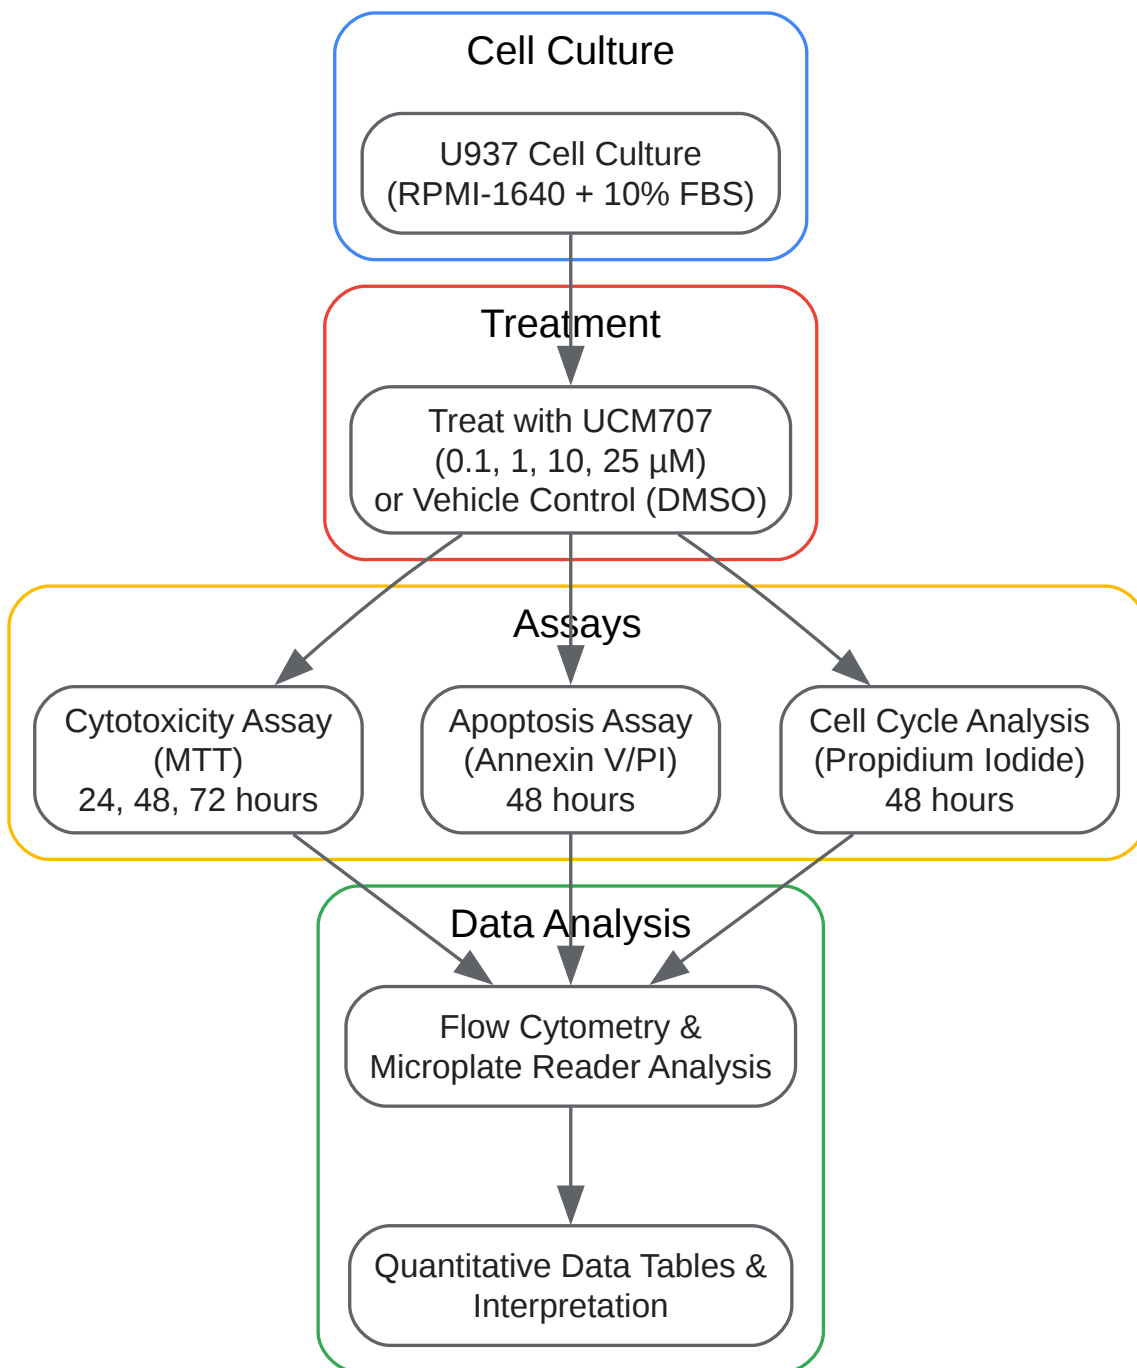 Cell Culture
U937 Cell Culture
(RPMI-1640 + 10% FBS)
Treatment
Treat with UCM707
(0.1, 1, 10, 25 µM)
or Vehicle Control (DMSO)
Assays
Cytotoxicity Assay
(MTT)
24, 48, 72 hours
Apoptosis Assay
(Annexin V/PI)
48 hours
Cell Cycle Analysis
(Propidium Iodide)
48 hours
Data Analysis
Flow Cytometry &
Microplate Reader Analysis
Quantitative Data Tables &
Interpretation